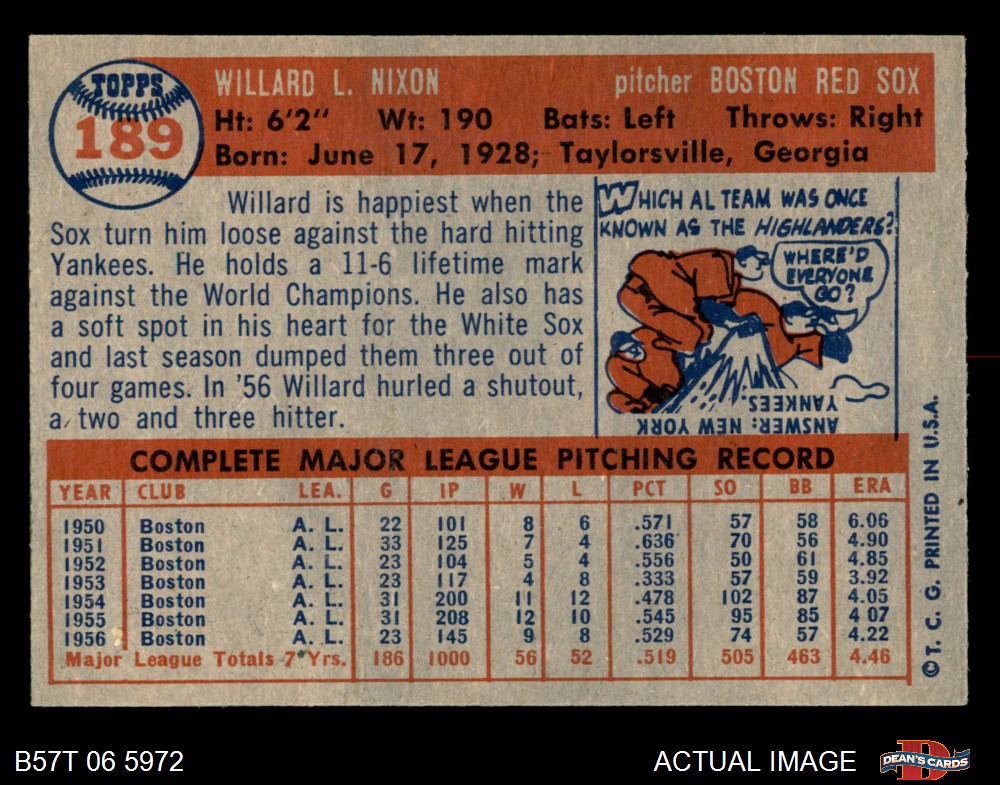 TOPPS
189
WILLARD L. NIXON pitcher BOSTON RED SOX
Ht: 6'2" Wt: 190 Bats: Left Throws: Right
Born: June 17, 1928; Taylorsville, Georgia
Willard is happiest when the
Sox turn him loose against the hard hitting
Yankees. He holds a 11-6 lifetime mark
against the World Champions. He also has
a soft spot in his heart for the White Sox
and last season dumped them three out of
four games. In '56 Willard hurled a shutout,
a two and three hitter.
WHICH AL TEAM WAS ONCE
KNOWN AS THE HIGHLANDERS?
WHERE'D
EVERYONE
GO?
ANSWER: NEW YORK
YANKEES
COMPLETE MAJOR LEAGUE PITCHING RECORD
YEAR CLUB LEA. G IP W L PCT SO BB ERA
1950 Boston A. L. 22 101 8 6 .571 57 58 6.06
1951 Boston A. L. 33 125 7 4 .636 70 56 4.90
1952 Boston A. L. 23 104 5 4 .556 50 61 4.85
1953 Boston A. L. 23 117 4 8 .333 57 59 3.92
1954 Boston A. L. 31 200 11 12 .478 102 87 4.05
1955 Boston A. L. 31 208 12 10 .545 95 85 4 07
1956 Boston A. L. 23 145 9 8 .529 74 57 4.22
Major League Totals 7 Yrs. 186 1000 56 52 .519 505 463 4.46
© T. C. G. PRINTED IN U.S.A.
B57T 06 5972 ACTUAL IMAGE
DEAN'S CARDS